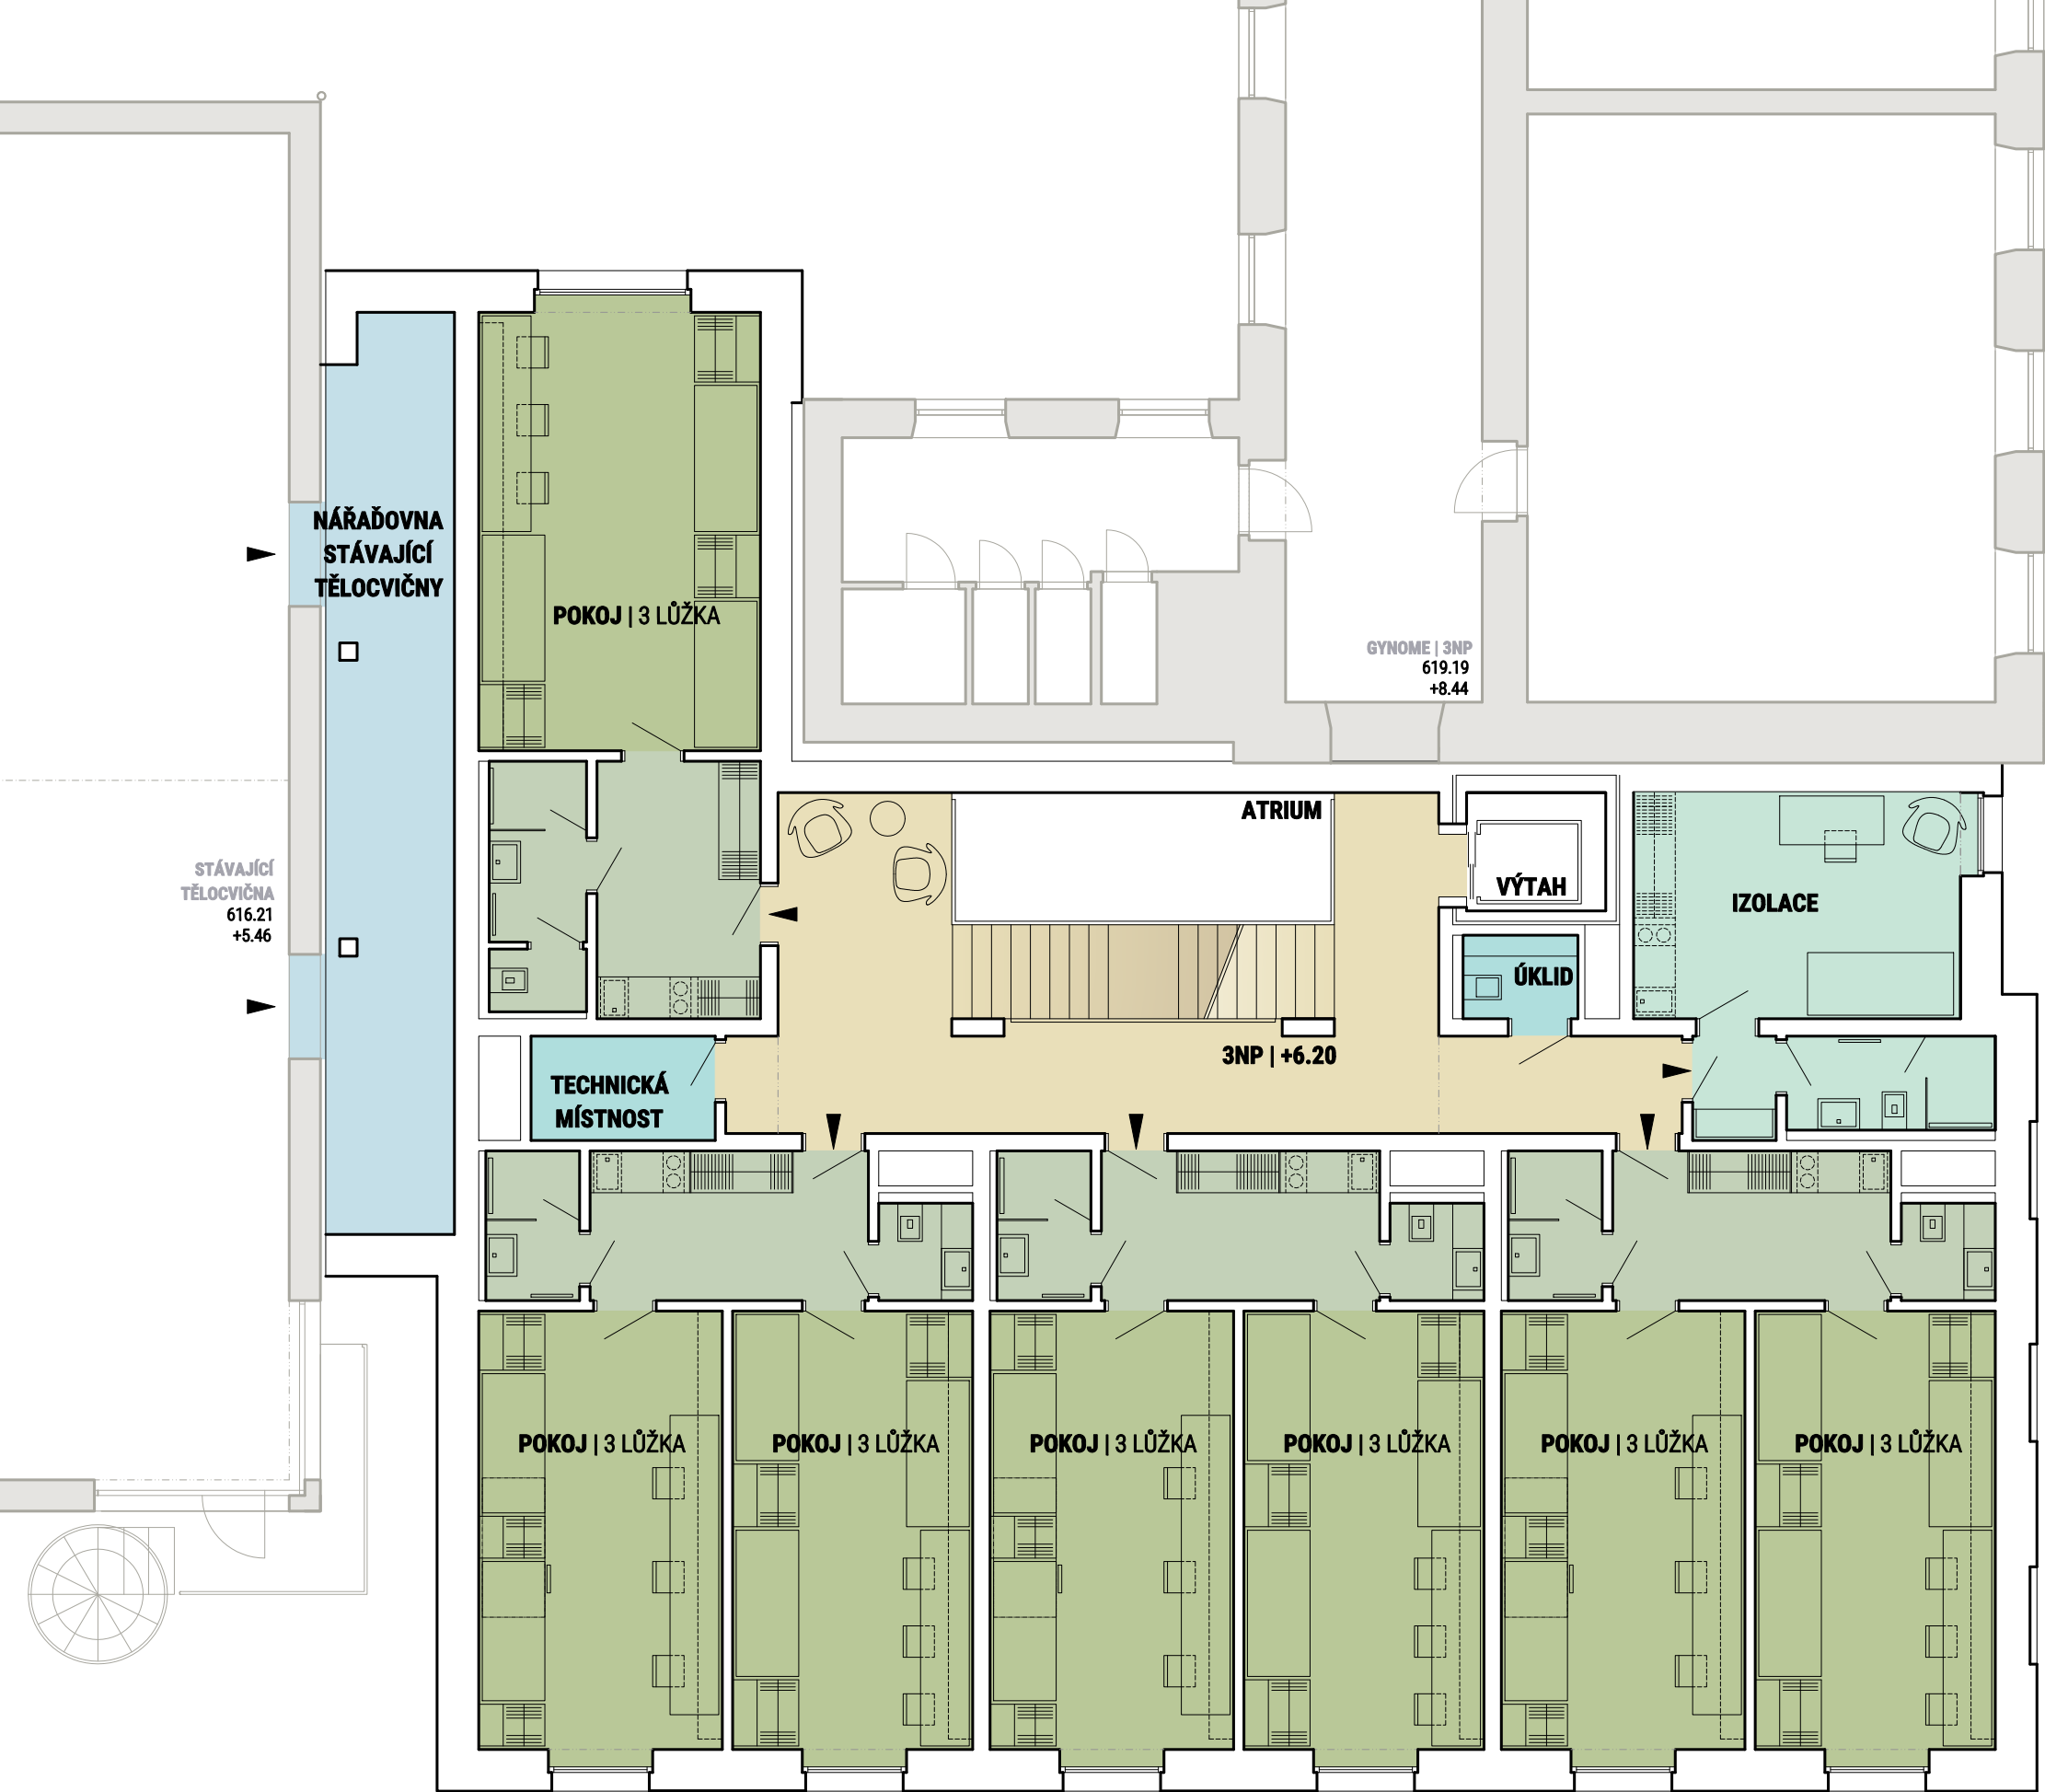 NÁŘAĎOVNA
STÁVAJÍCÍ
TĚLOCVIČNY
POKOJ | 3 LŮŽKA
GYNOME | 3NP
619.19
+8.44
ATRIUM
STÁVAJÍCÍ
TĚLOCVIČNA
616.21
+5.46
VÝTAH
IZOLACE
ÚKLID
3NP | +6.20
TECHNICKÁ
MÍSTNOST
POKOJ | 3 LŮŽKA
POKOJ | 3 LŮŽKA
POKOJ | 3 LŮŽKA
POKOJ | 3 LŮŽKA
POKOJ | 3 LŮŽKA
POKOJ | 3 LŮŽKA